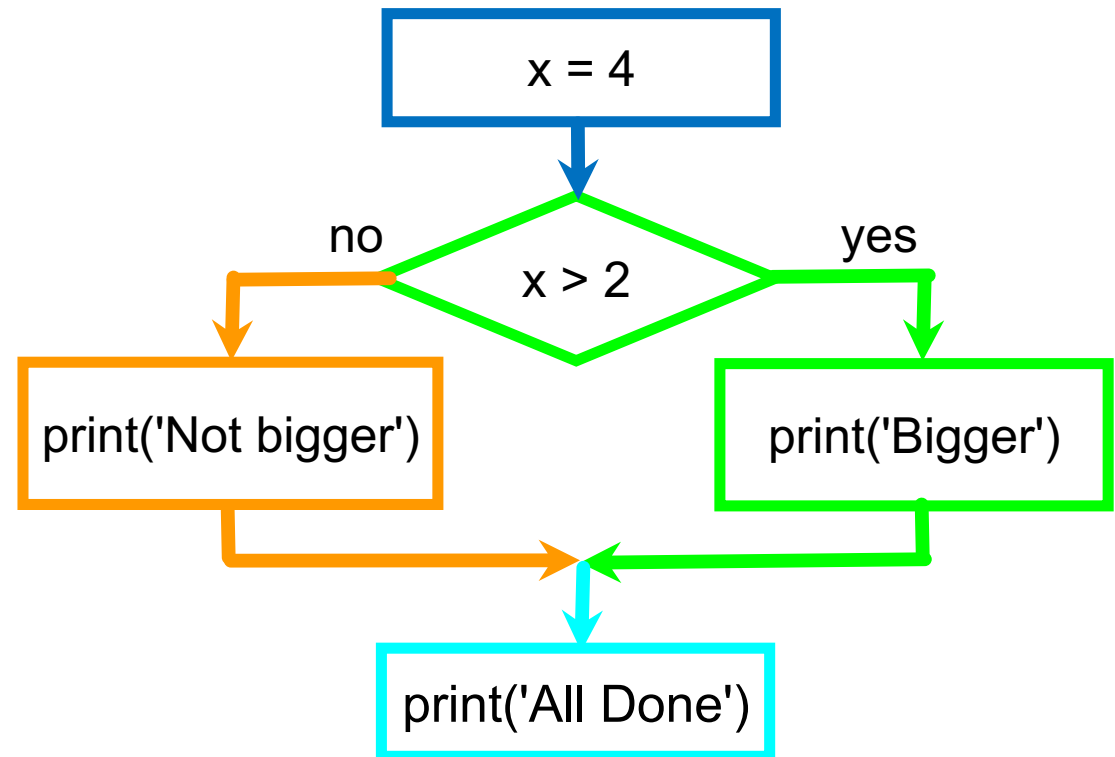 x = 4
no
yes
x > 2
print('Not bigger')
print('Bigger')
print('All Done')